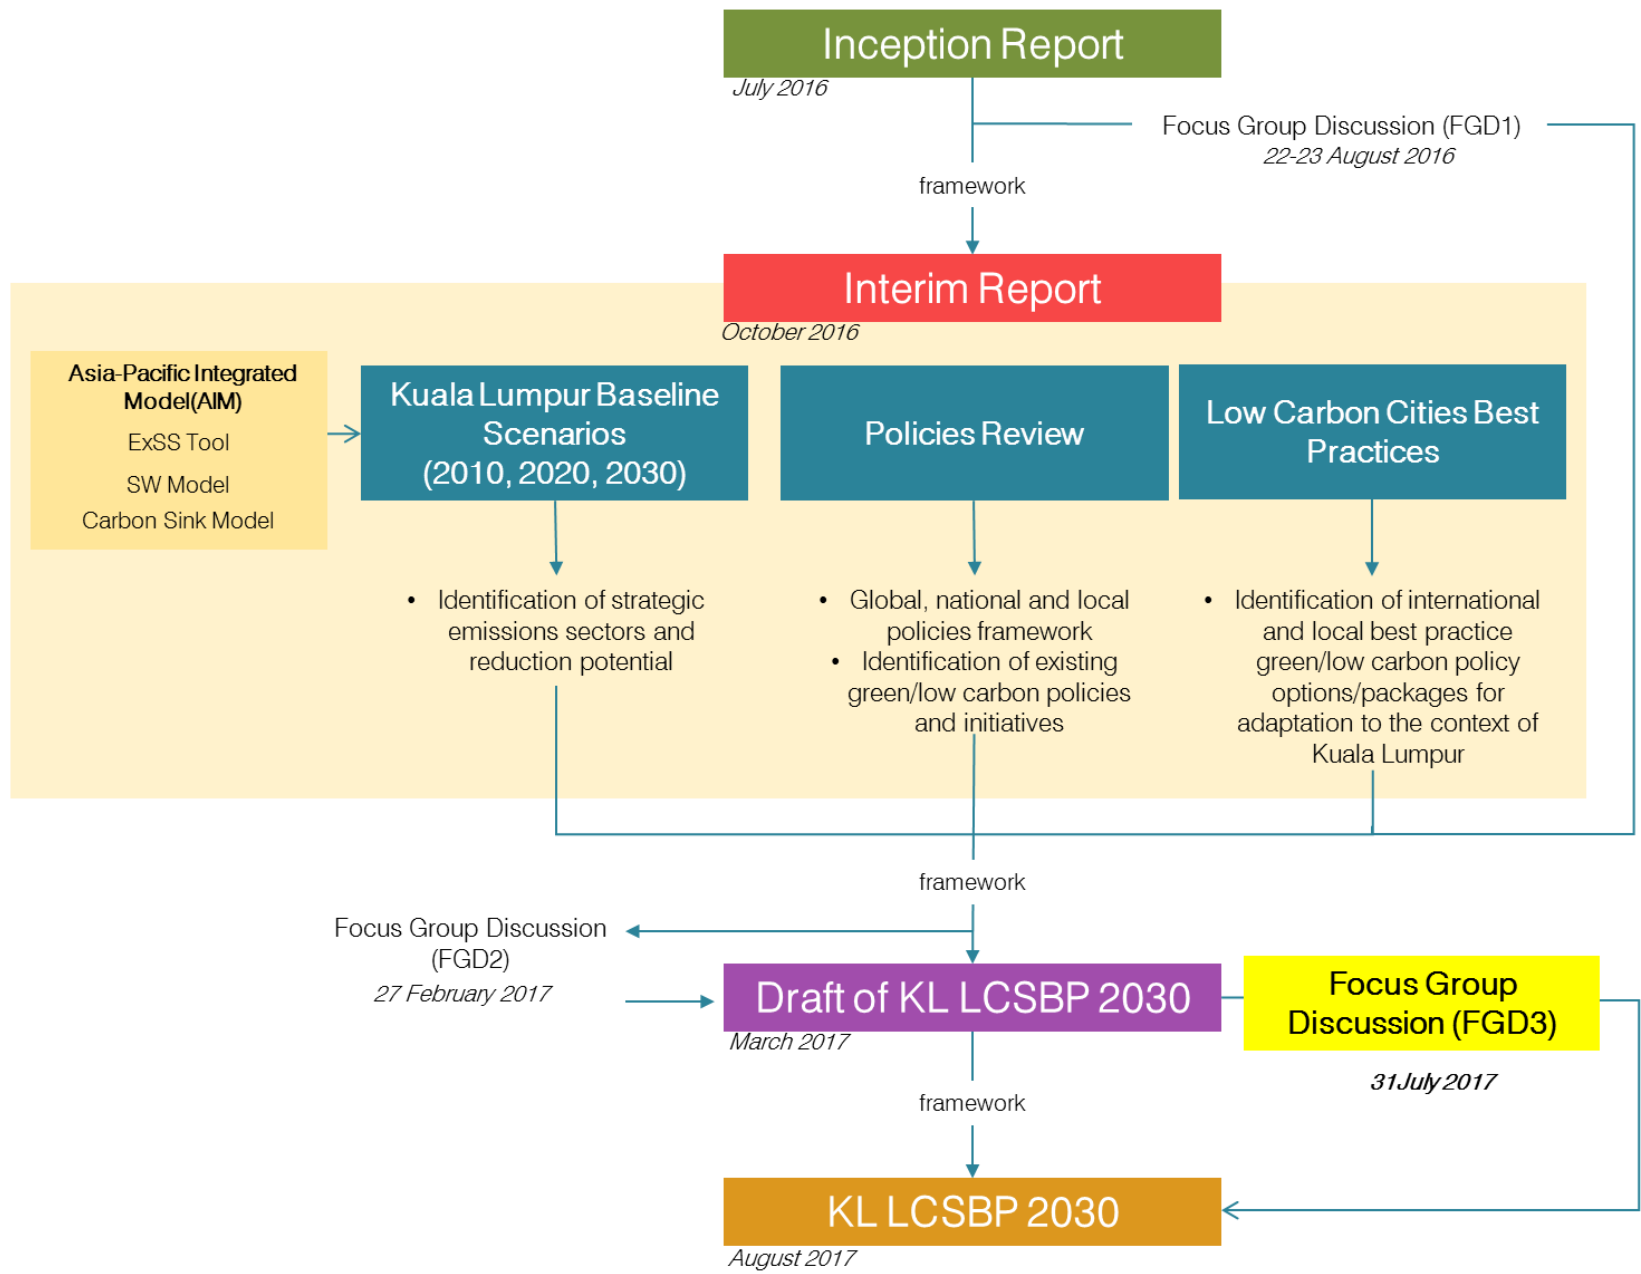 Inception Report
July 2016
Focus Group Discussion (FGD1)
22-23 August 2016
framework
Interim Report
October 2016
Asia-Pacific Integrated
Model(AIM)
ExSS Tool
SW Model
Carbon Sink Model
Kuala Lumpur Baseline
Scenarios
(2010, 2020, 2030)
Policies Review
Low Carbon Cities Best
Practices
• Identification of strategic
emissions sectors and
reduction potential
• Global, national and local
policies framework
• Identification of existing
green/low carbon policies
and initiatives
• Identification of international
and local best practice
green/low carbon policy
options/packages for
adaptation to the context of
Kuala Lumpur
framework
Focus Group Discussion
(FGD2)
27 February 2017
Draft of KL LCSBP 2030
March 2017
Focus Group
Discussion (FGD3)
31July 2017
framework
KL LCSBP 2030
August 2017